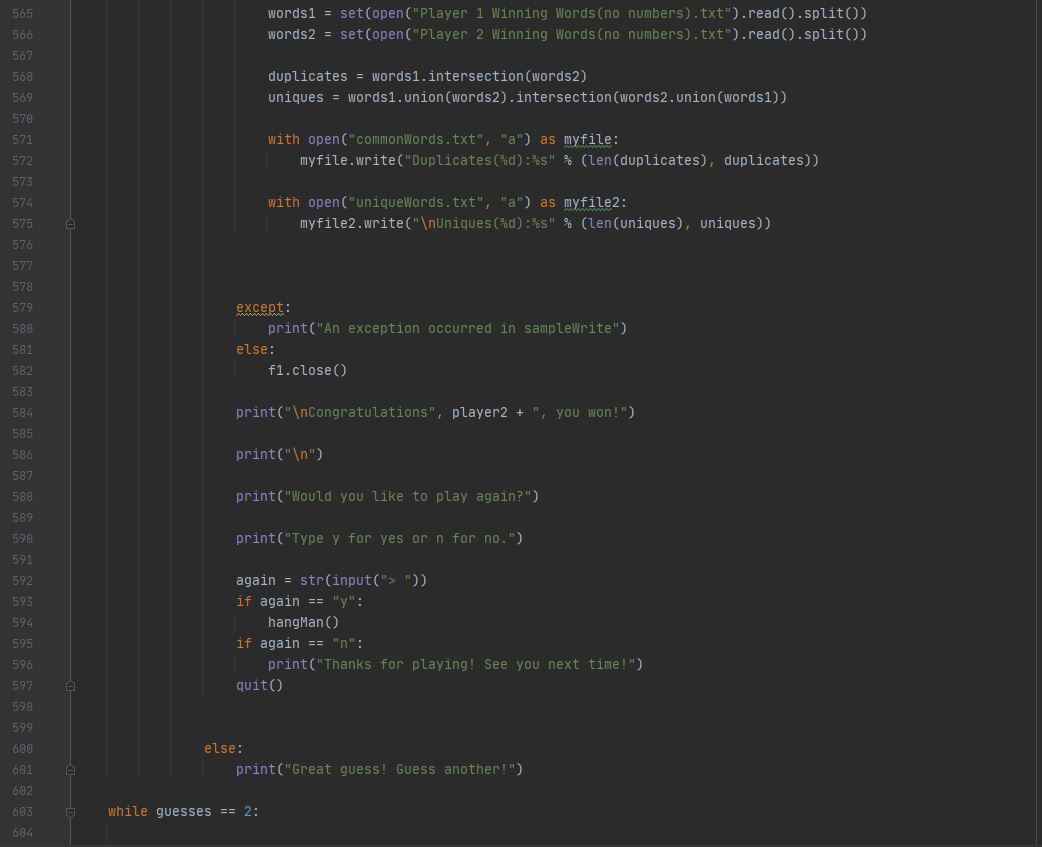 565 words1 = set(open("Player 1 Winning Words(no numbers).txt").read().split())
566 words2 = set(open("Player 2 Winning Words(no numbers).txt").read().split())
567
568 duplicates = words1.intersection(words2)
569 uniques = words1.union(words2).intersection(words2.union(words1))
570
571 with open("commonWords.txt", "a") as myfile:
572 myfile.write("Duplicates(%d):%s" % (len(duplicates), duplicates))
573
574 with open("uniqueWords.txt", "a") as myfile2:
575 myfile2.write("\nUniques(%d):%s" % (len(uniques), uniques))
576
577
578
579 except:
580 print("An exception occurred in sampleWrite")
581 else:
582 f1.close()
583
584 print("\nCongratulations", player2 + ", you won!")
585
586 print("\n")
587
588 print("Would you like to play again?")
589
590 print("Type y for yes or n for no.")
591
592 again = str(input("> "))
593 if again == "y":
594 hangMan()
595 if again == "n":
596 print("Thanks for playing! See you next time!")
597 quit()
598
599
600 else:
601 print("Great guess! Guess another!")
602
603 while guesses == 2:
604